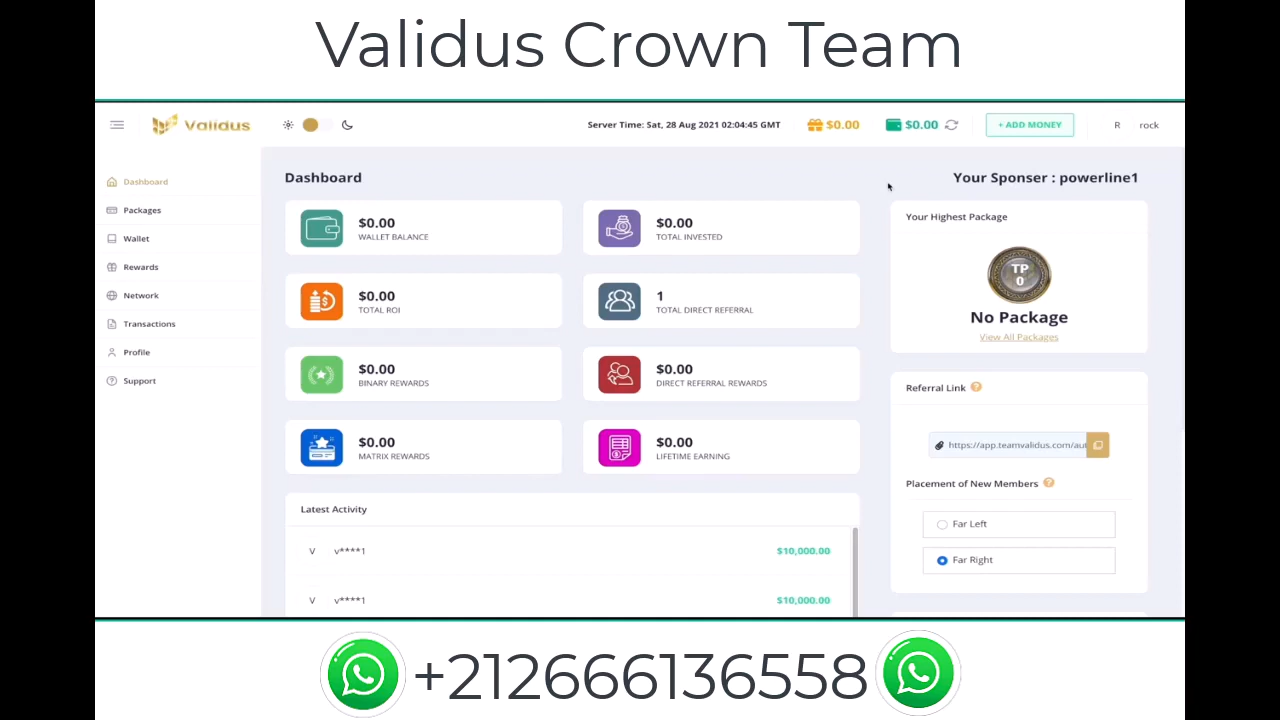 Validus Crown Team
Validus
Server Time: Sat, 28 Aug 2021 02:04:45 GMT
$0.00
$0.00
+ ADD MONEY
R rock
Dashboard
Packages
Wallet
Rewards
Network
Transactions
Profile
Support
Dashboard
Your Sponser : powerline1
$0.00
WALLET BALANCE
$0.00
TOTAL INVESTED
$0.00
TOTAL ROI
1
TOTAL DIRECT REFERRAL
$0.00
BINARY REWARDS
$0.00
DIRECT REFERRAL REWARDS
$0.00
MATRIX REWARDS
$0.00
LIFETIME EARNING
Latest Activity
V v****1 $10,000.00
V v****1 $10,000.00
Your Highest Package
TP
0
No Package
View All Packages
Referral Link ?
https://app.teamvalidus.com/aut
Placement of New Members ?
Far Left
Far Right
+212666136558